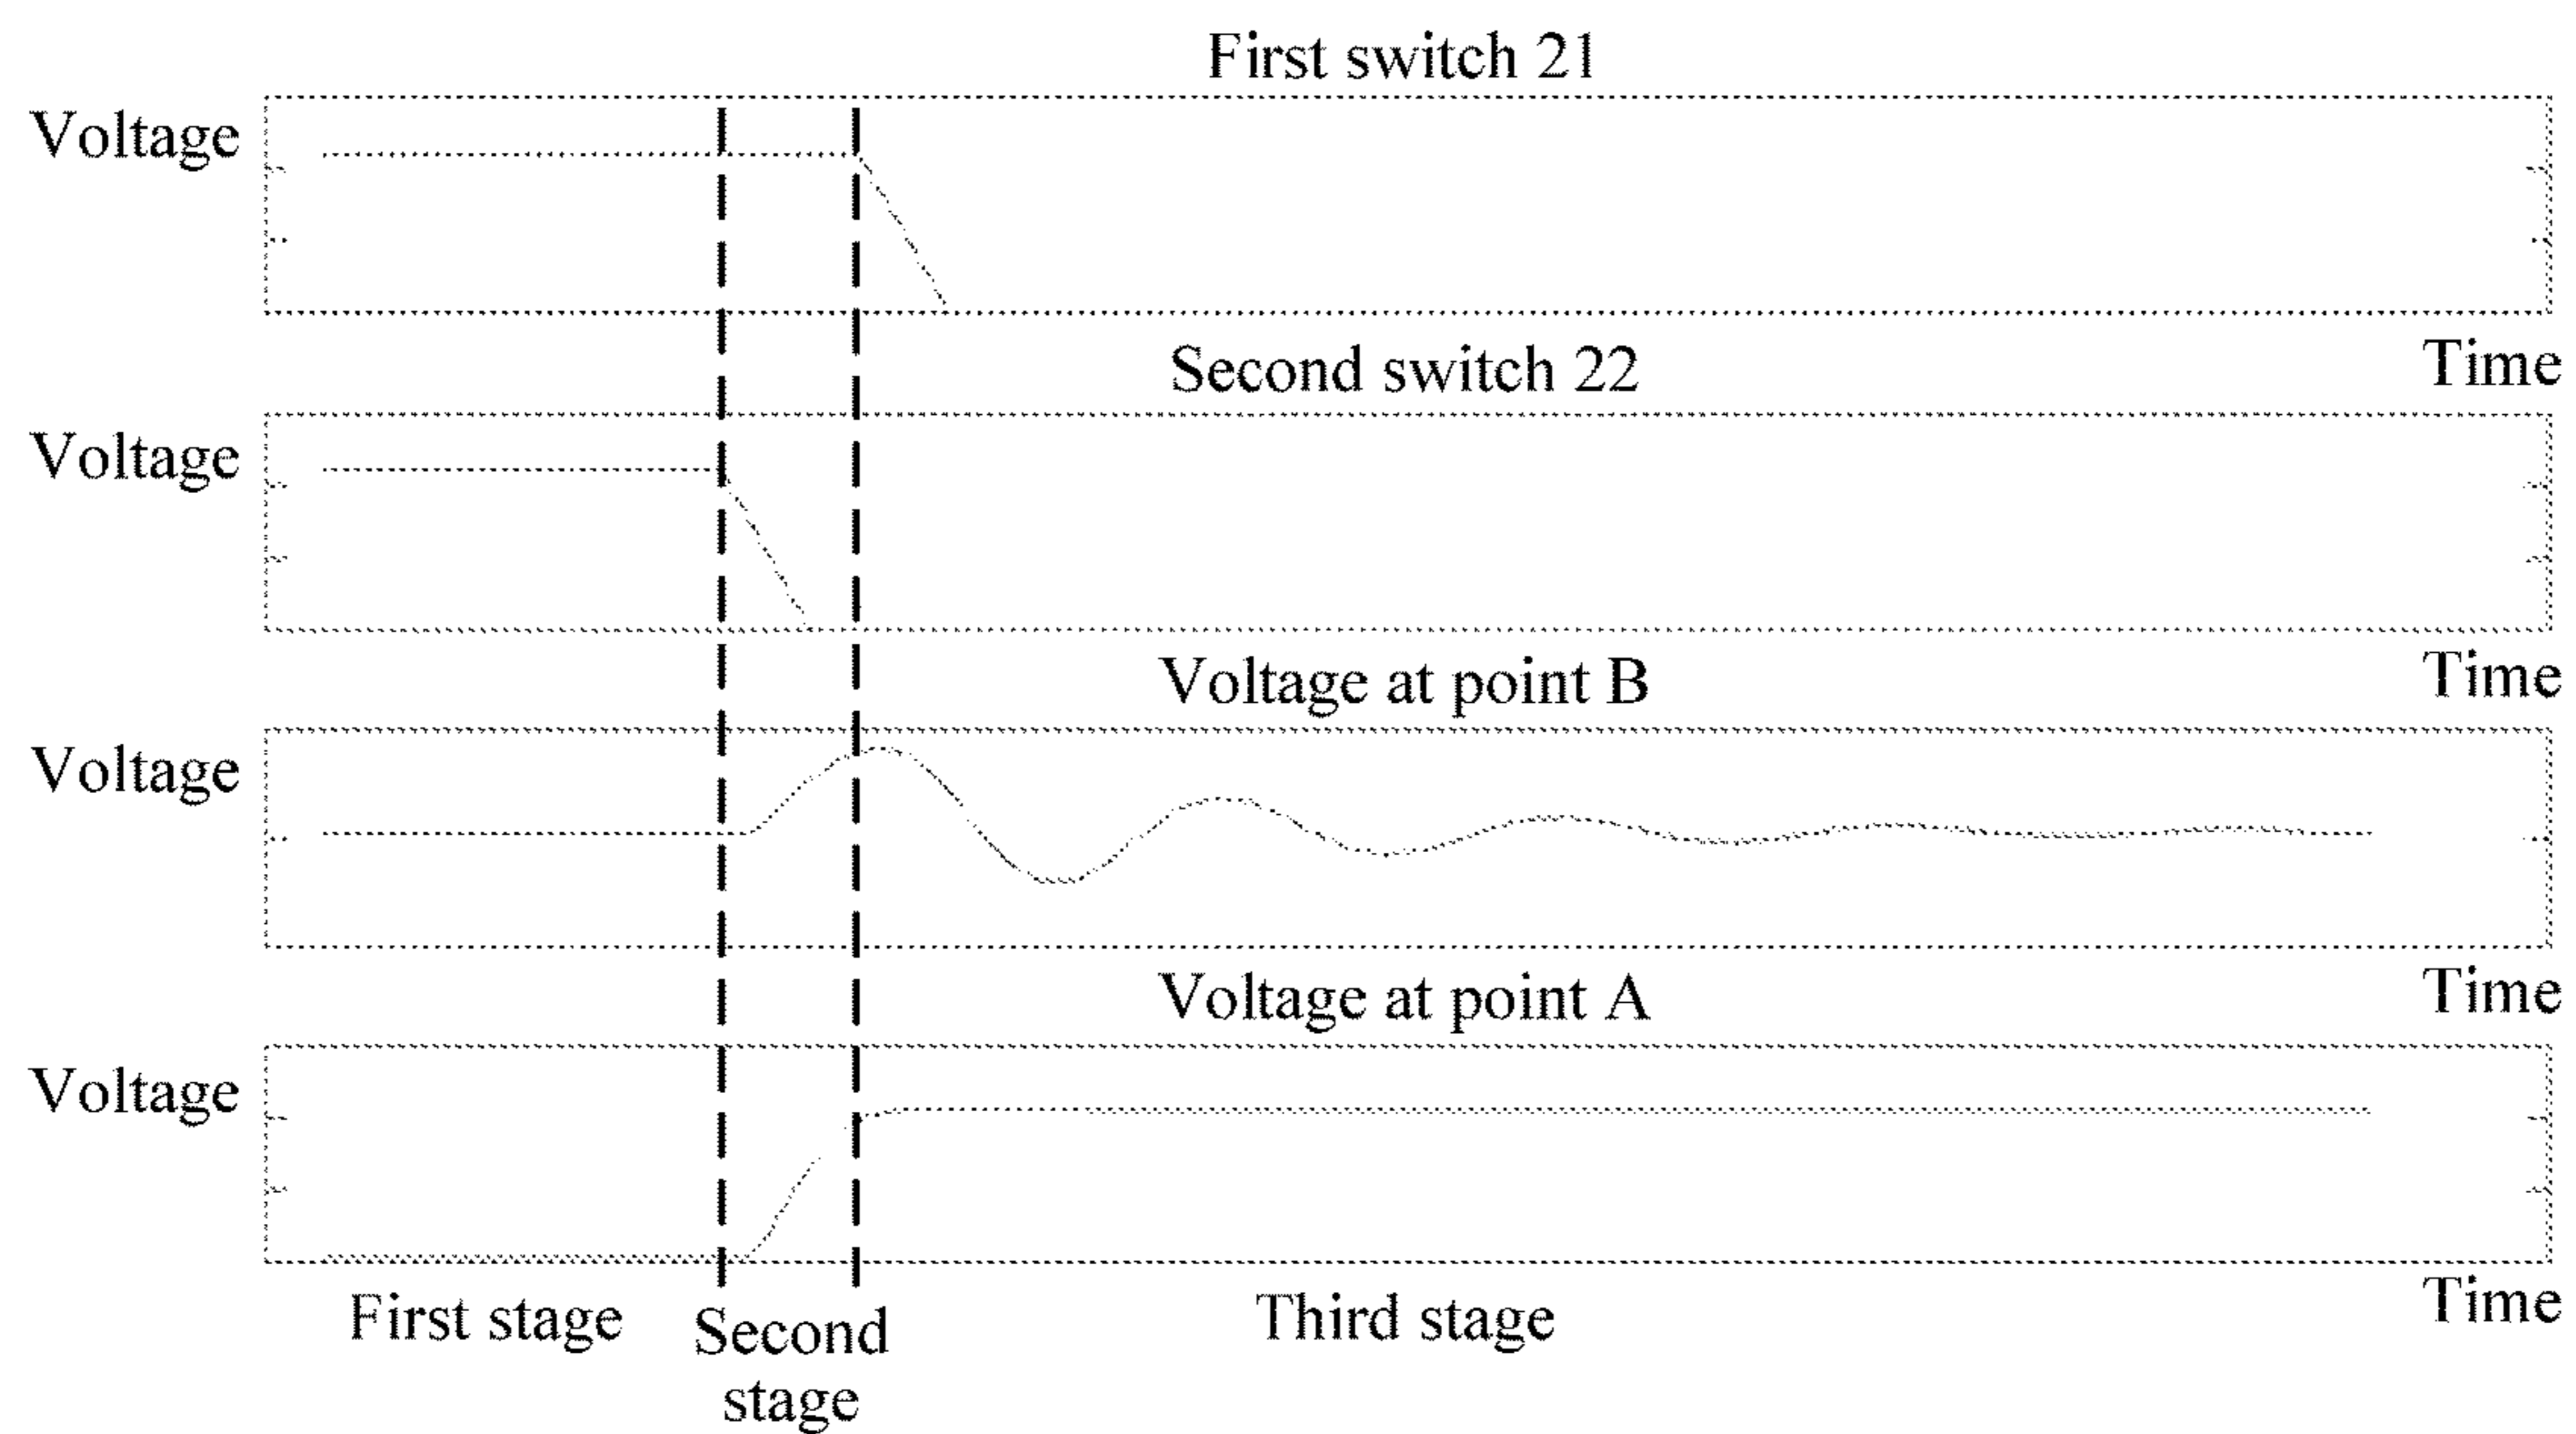 First switch 21
Voltage
Time
Second switch 22
Voltage
Time
Voltage at point B
Voltage
Time
Voltage at point A
Voltage
Time
First stage
Second
stage
Third stage